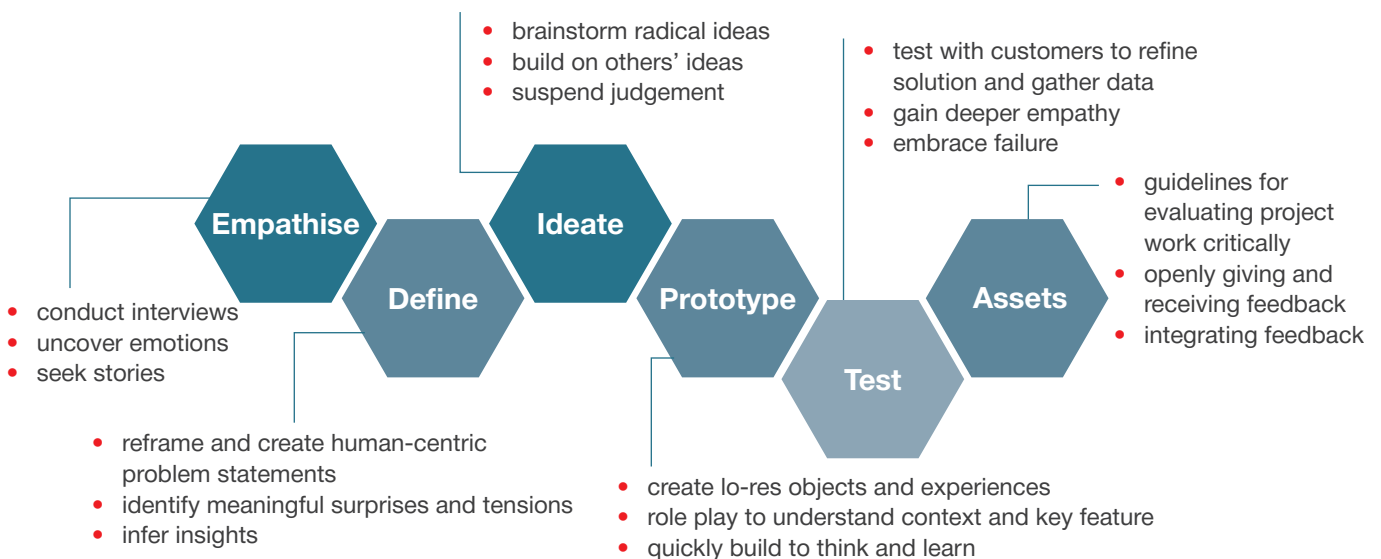 Empathise
• conduct interviews
• uncover emotions
• seek stories
Define
• reframe and create human-centric
problem statements
• identify meaningful surprises and tensions
• infer insights
Ideate
• brainstorm radical ideas
• build on others’ ideas
• suspend judgement
Prototype
• create lo-res objects and experiences
• role play to understand context and key feature
• quickly build to think and learn
Test
• test with customers to refine
solution and gather data
• gain deeper empathy
• embrace failure
Assets
• guidelines for
evaluating project
work critically
• openly giving and
receiving feedback
• integrating feedback